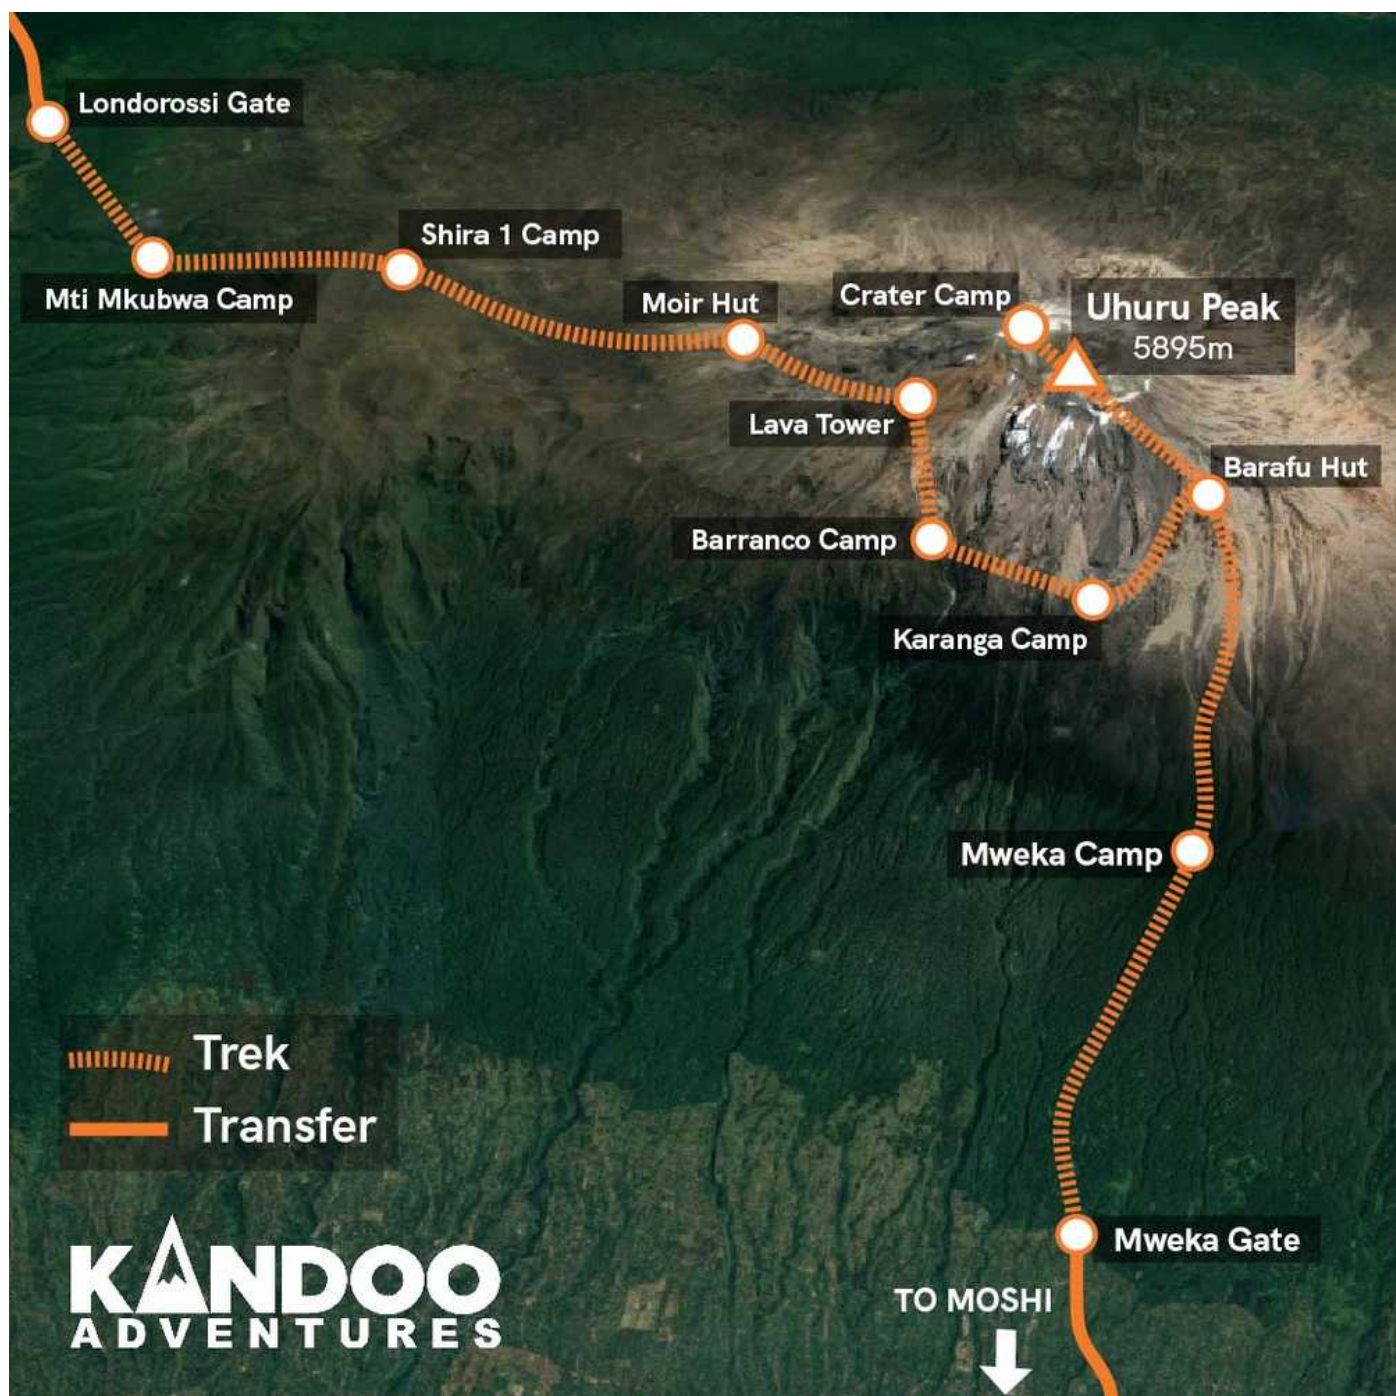 Londorossi Gate
Shira 1 Camp
Mti Mkubwa Camp
Moir Hut
Crater Camp
Uhuru Peak
5895m
Lava Tower
Barafu Hut
Barranco Camp
Karanga Camp
Mweka Camp
Trek
Transfer
Mweka Gate
TO MOSHI
KANDOO
ADVENTURES